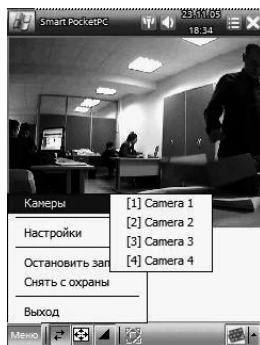 Smart PocketPC
23.11.05
18:34
Камеры
[1] Camera 1
[2] Camera 2
Настройки
[3] Camera 3
[4] Camera 4
Остановить зап
Снять с охраны
Выход
Меню